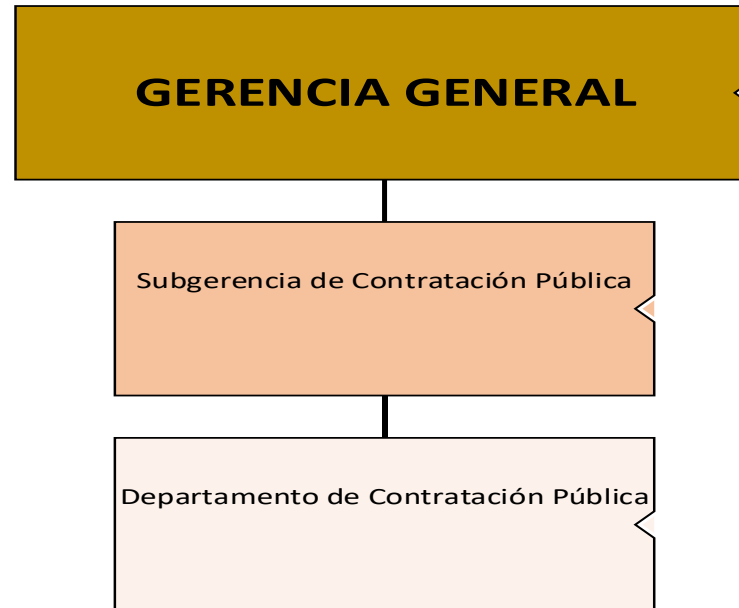 GERENCIA GENERAL
Subgerencia de Contratación Pública
Departamento de Contratación Pública